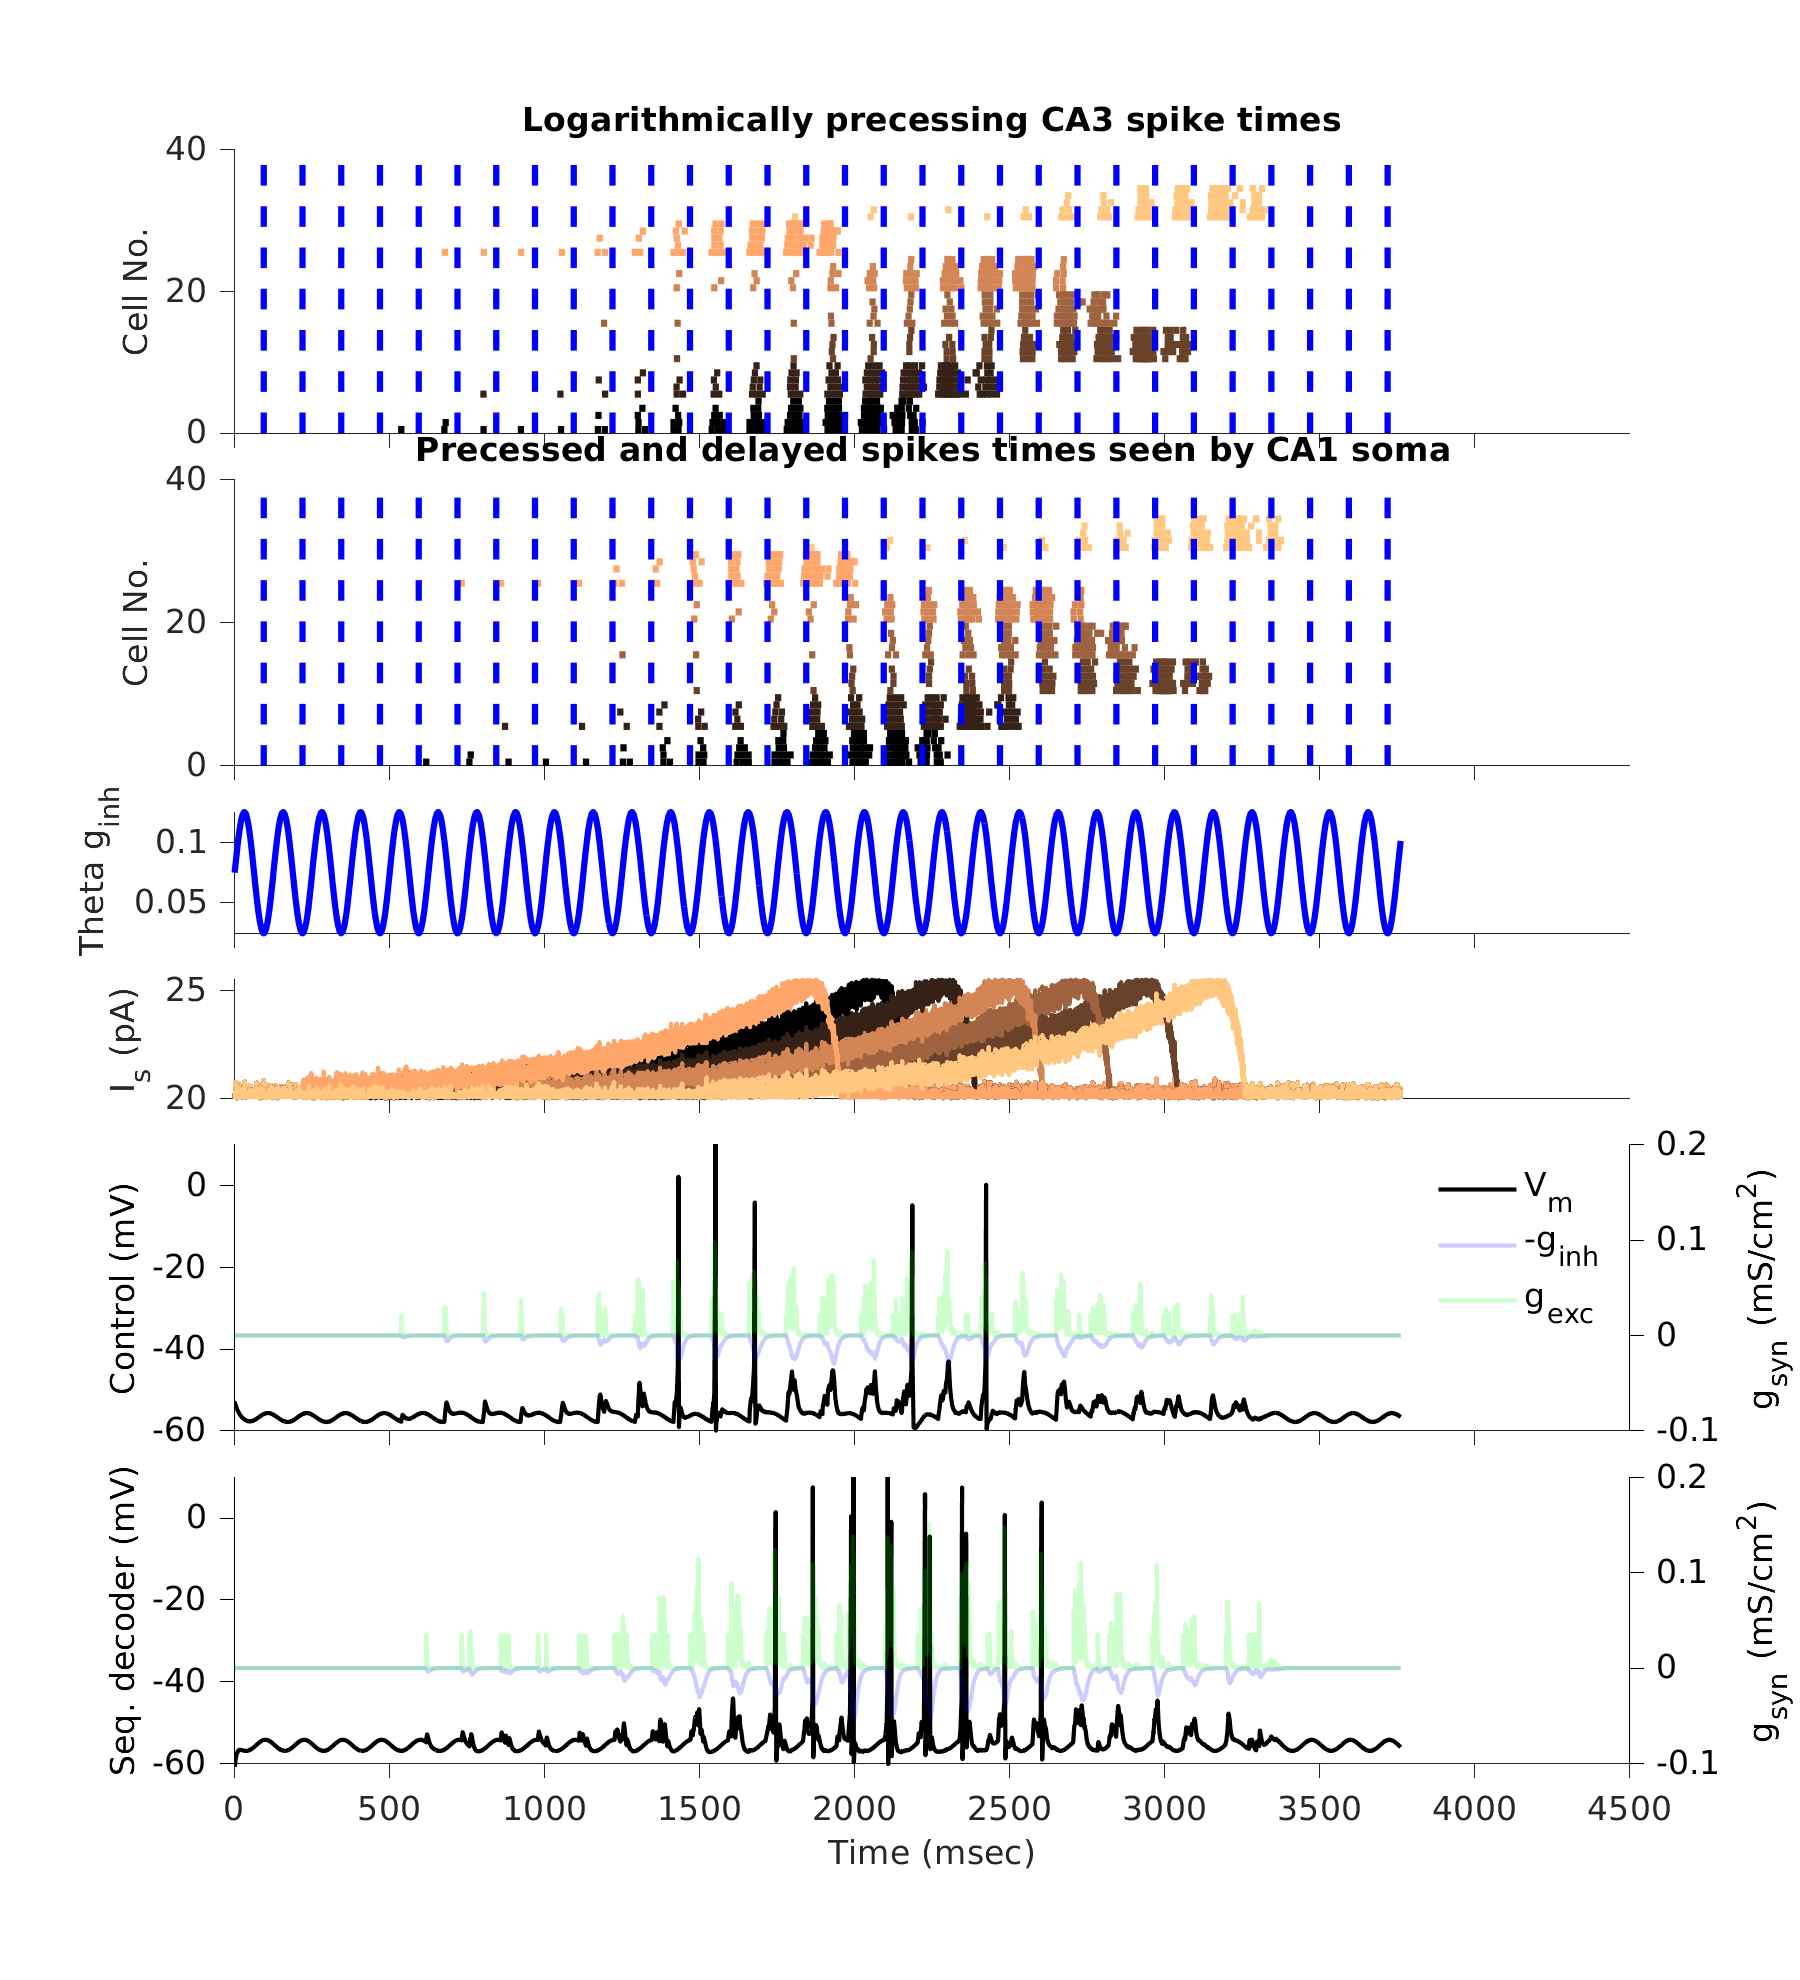 Logarithmically precessing CA3 spike times
40
20
0
Cell No.
Precessed and delayed spikes times seen by CA1 soma
40
20
0
Cell No.
0.1
0.05
Theta g_inh
25
20
I_s (pA)
0
-20
-40
-60
Control (mV)
V_m
-g_inh
g_exc
0.2
0.1
0
-0.1
g_syn (mS/cm^2)
0
-20
-40
-60
Seq. decoder (mV)
0.2
0.1
0
-0.1
g_syn (mS/cm^2)
0 500 1000 1500 2000 2500 3000 3500 4000 4500
Time (msec)